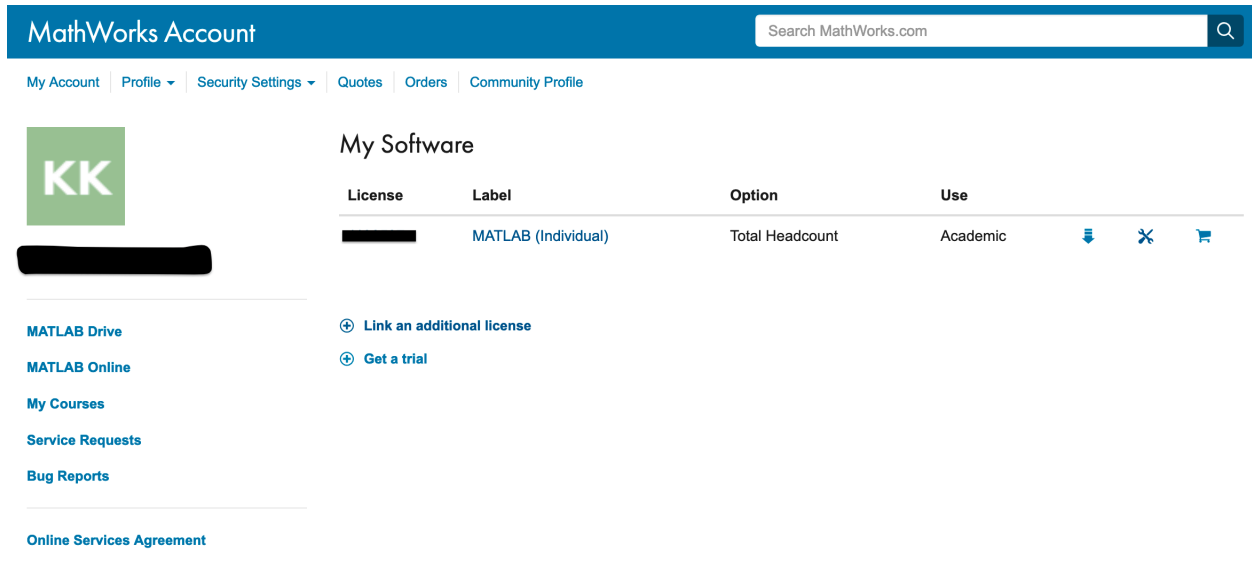 MathWorks Account
Search MathWorks.com
My Account Profile Security Settings Quotes Orders Community Profile
KK
My Software
License Label Option Use
MATLAB (Individual) Total Headcount Academic
Link an additional license
Get a trial
MATLAB Drive
MATLAB Online
My Courses
Service Requests
Bug Reports
Online Services Agreement